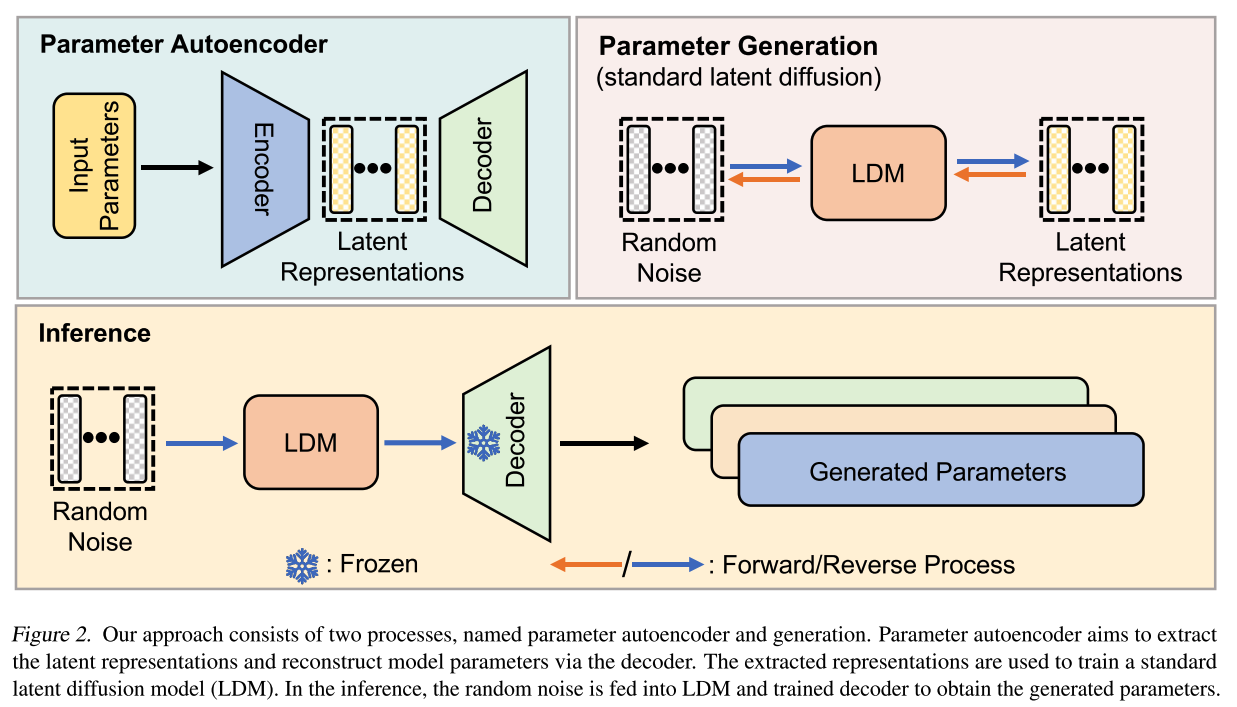 Parameter Autoencoder
Input
Parameters
Encoder
Decoder
Latent
Representations
Parameter Generation
(standard latent diffusion)
Random
Noise
LDM
Latent
Representations
Inference
Random
Noise
LDM
Decoder
Generated Parameters
: Frozen
/
: Forward/Reverse Process
Figure 2. Our approach consists of two processes, named parameter autoencoder and generation. Parameter autoencoder aims to extract
the latent representations and reconstruct model parameters via the decoder. The extracted representations are used to train a standard
latent diffusion model (LDM). In the inference, the random noise is fed into LDM and trained decoder to obtain the generated parameters.